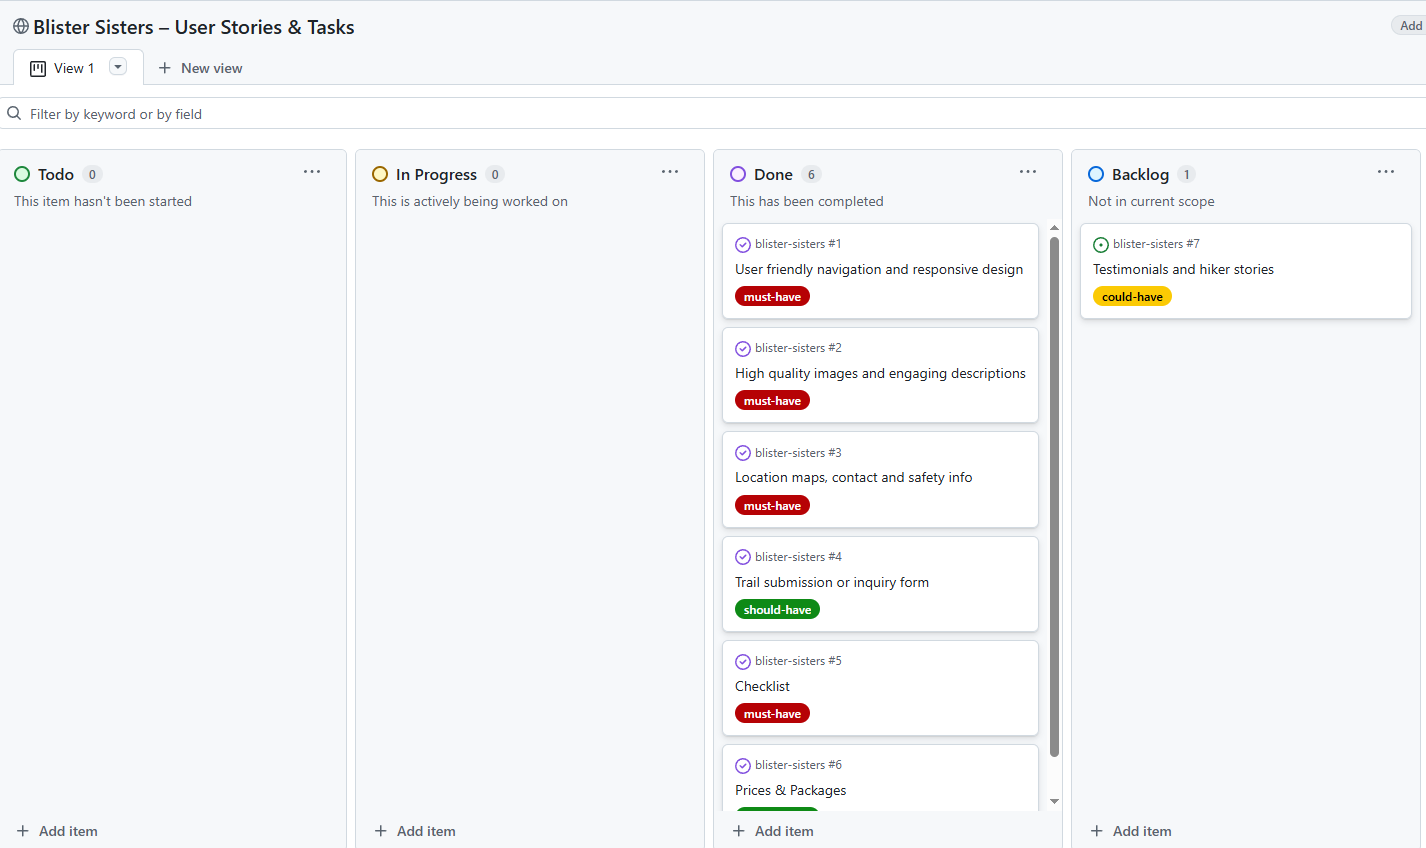 Blister Sisters – User Stories & Tasks
Add
View 1
New view
Filter by keyword or by field
Todo 0
This item hasn't been started
Add item
In Progress 0
This is actively being worked on
Add item
Done 6
This has been completed
blister-sisters #1
User friendly navigation and responsive design
must-have
blister-sisters #2
High quality images and engaging descriptions
must-have
blister-sisters #3
Location maps, contact and safety info
must-have
blister-sisters #4
Trail submission or inquiry form
should-have
blister-sisters #5
Checklist
must-have
blister-sisters #6
Prices & Packages
Add item
Backlog 1
Not in current scope
blister-sisters #7
Testimonials and hiker stories
could-have
Add item